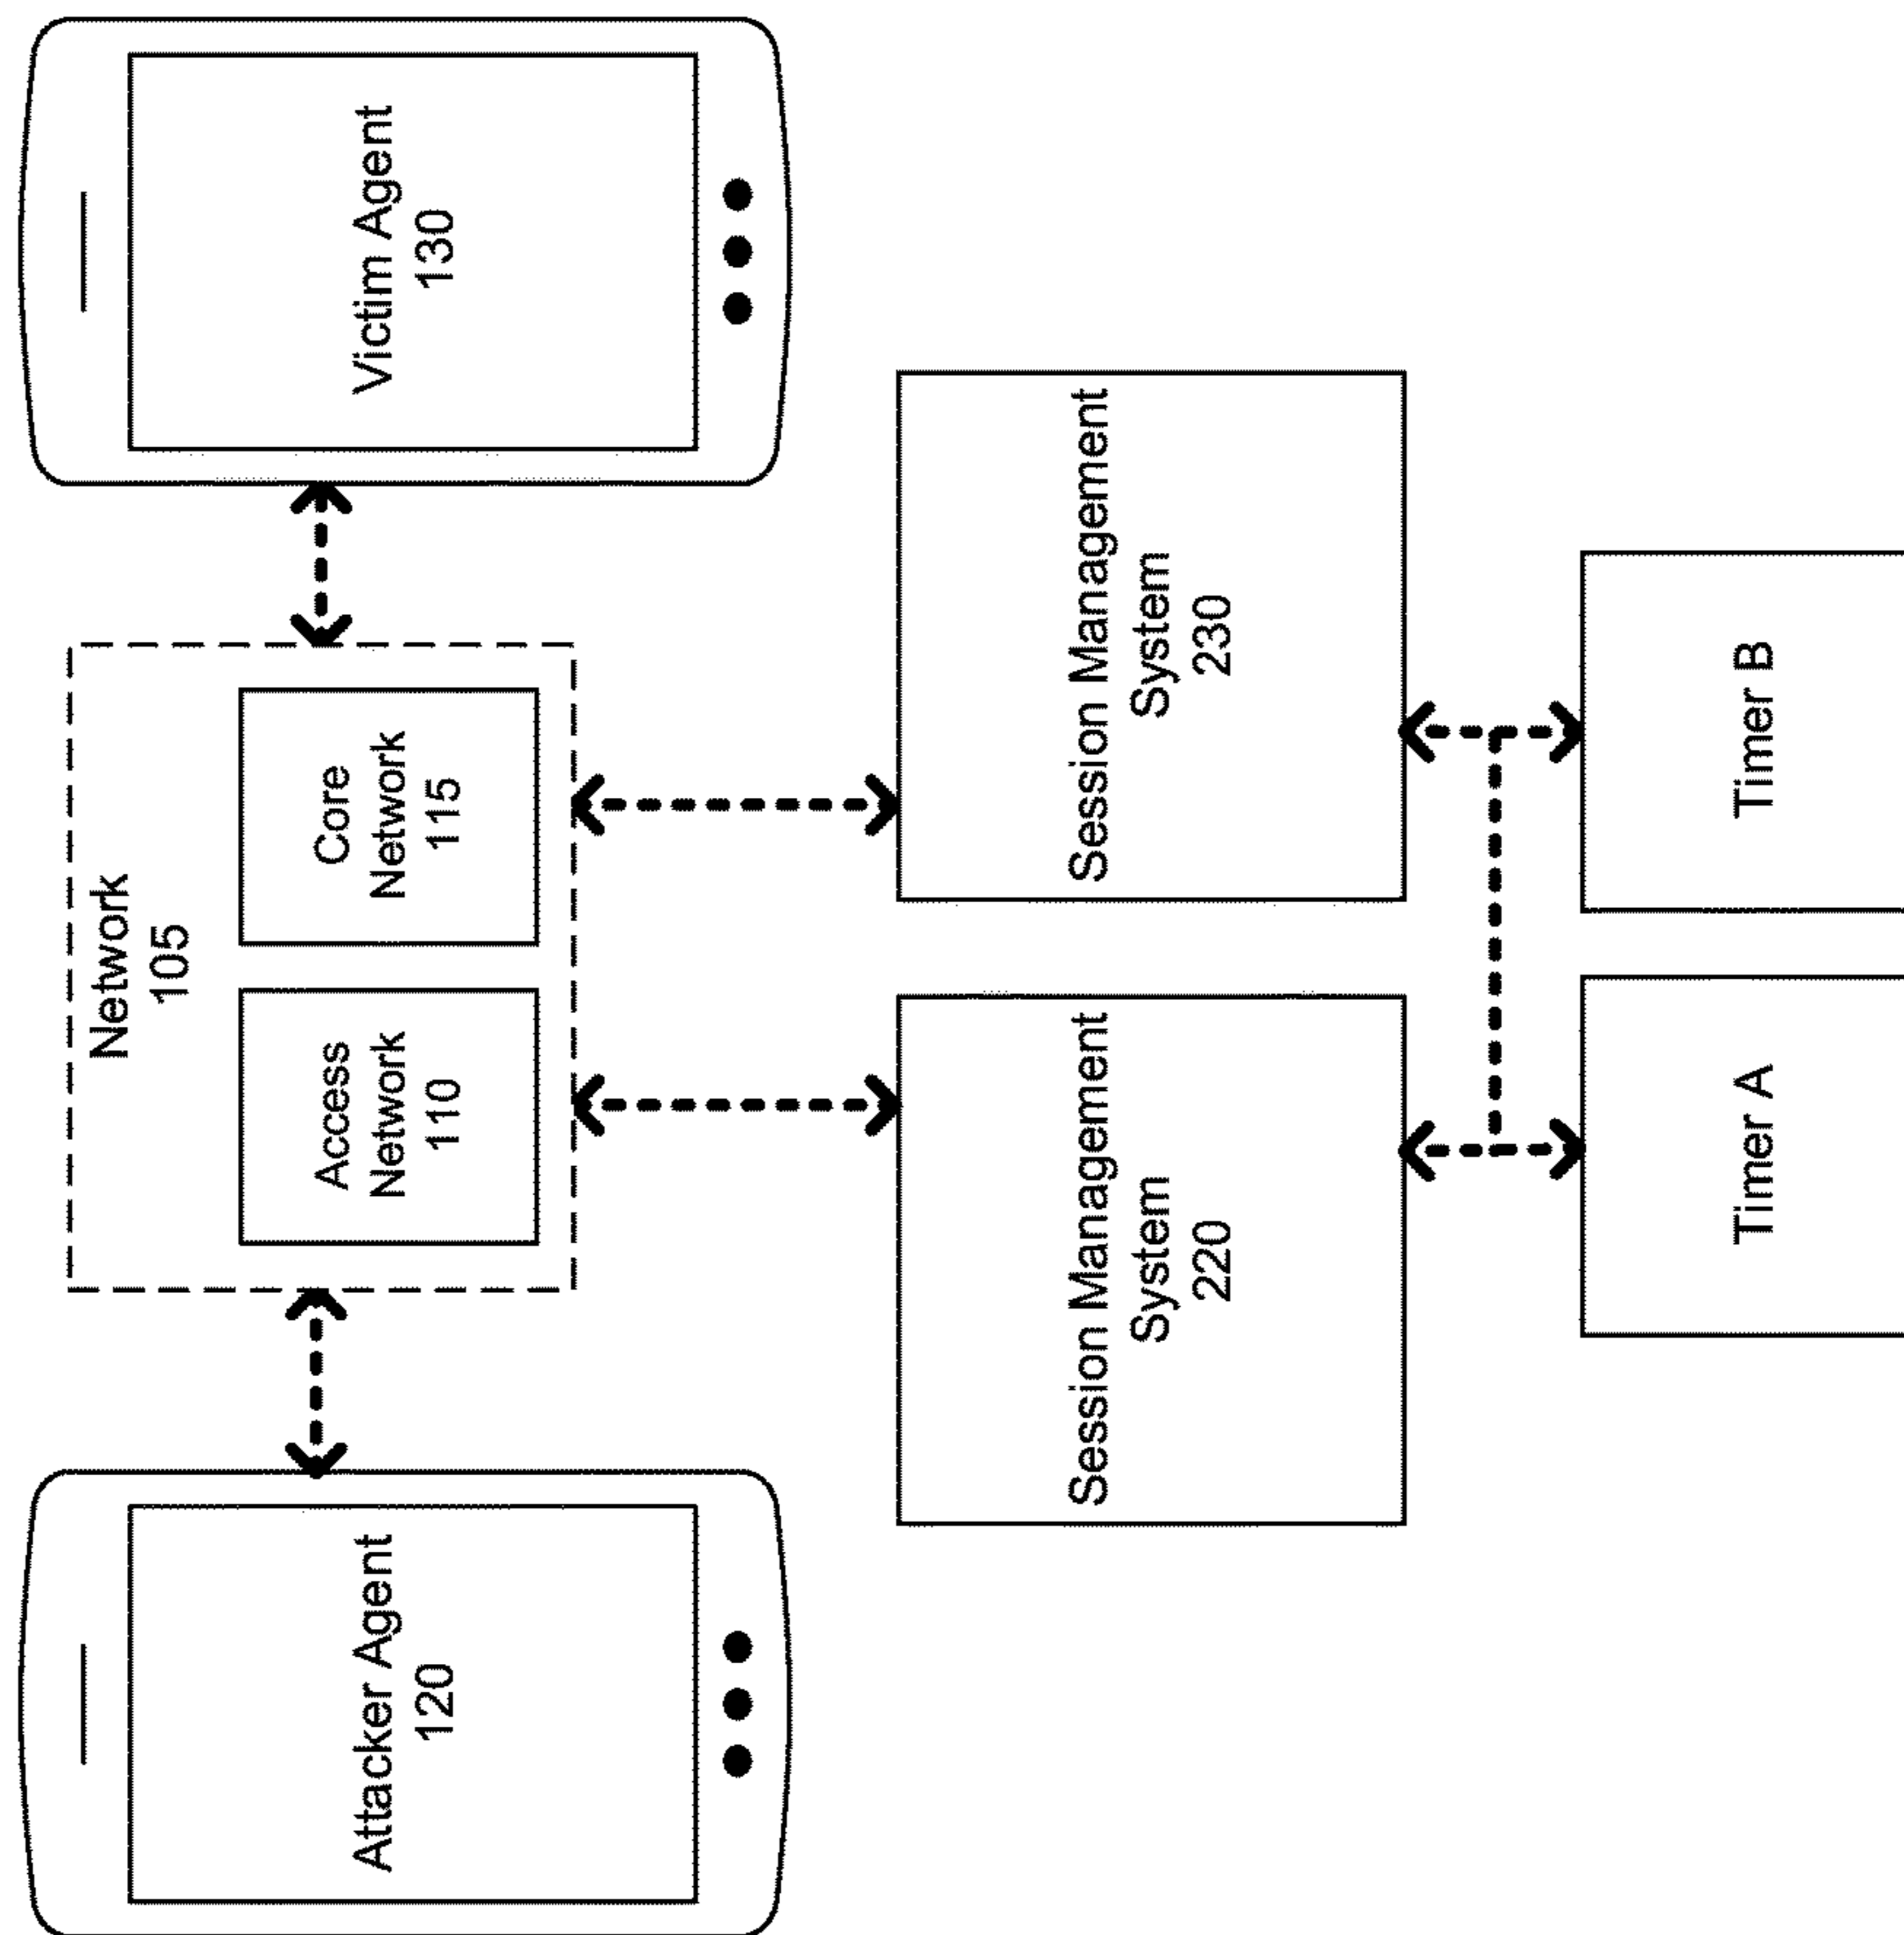 Attacker Agent
120
Network
105
Access
Network
110
Core
Network
115
Victim Agent
130
Session Management
System
220
Session Management
System
230
Timer A
Timer B